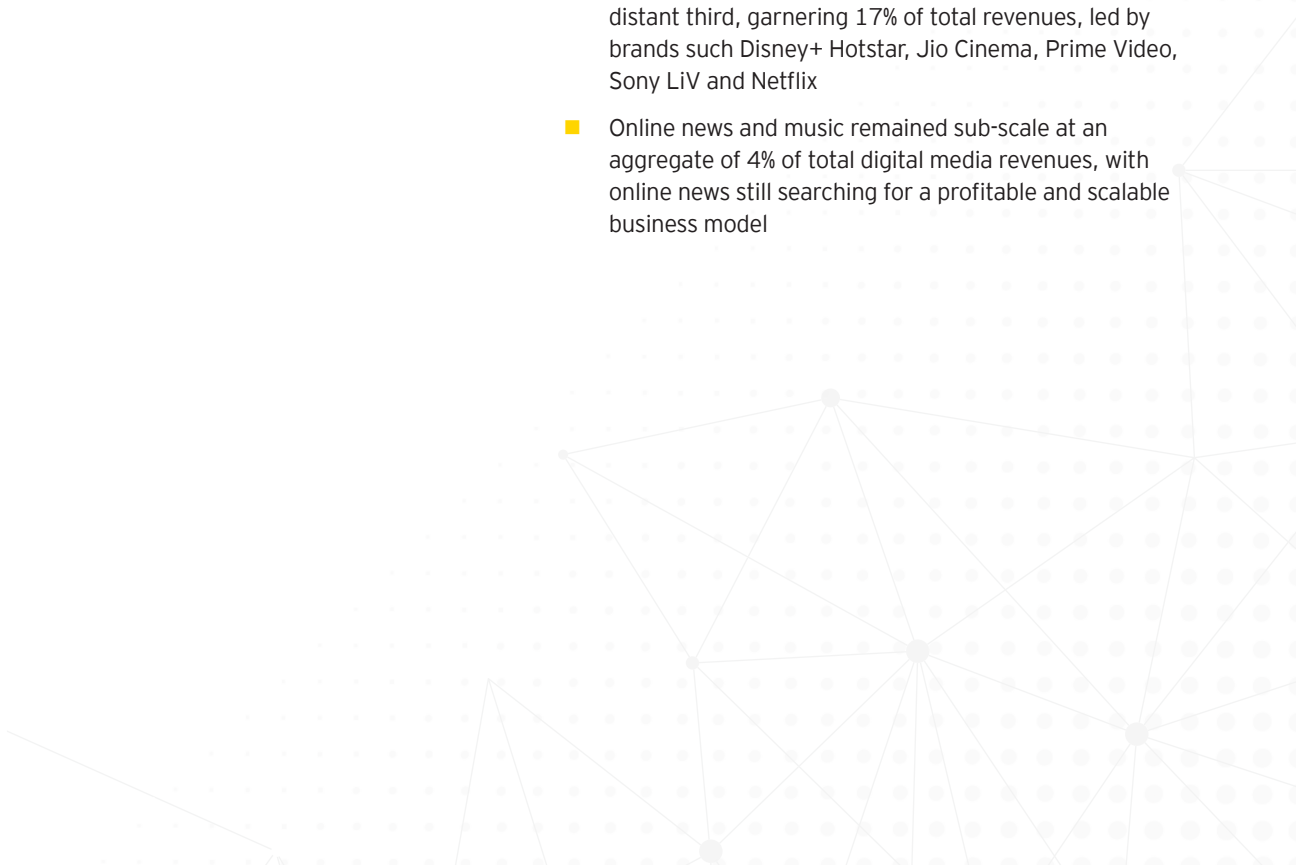 distant third, garnering 17% of total revenues, led by
brands such Disney+ Hotstar, Jio Cinema, Prime Video,
Sony LiV and Netflix
Online news and music remained sub-scale at an
aggregate of 4% of total digital media revenues, with
online news still searching for a profitable and scalable
business model